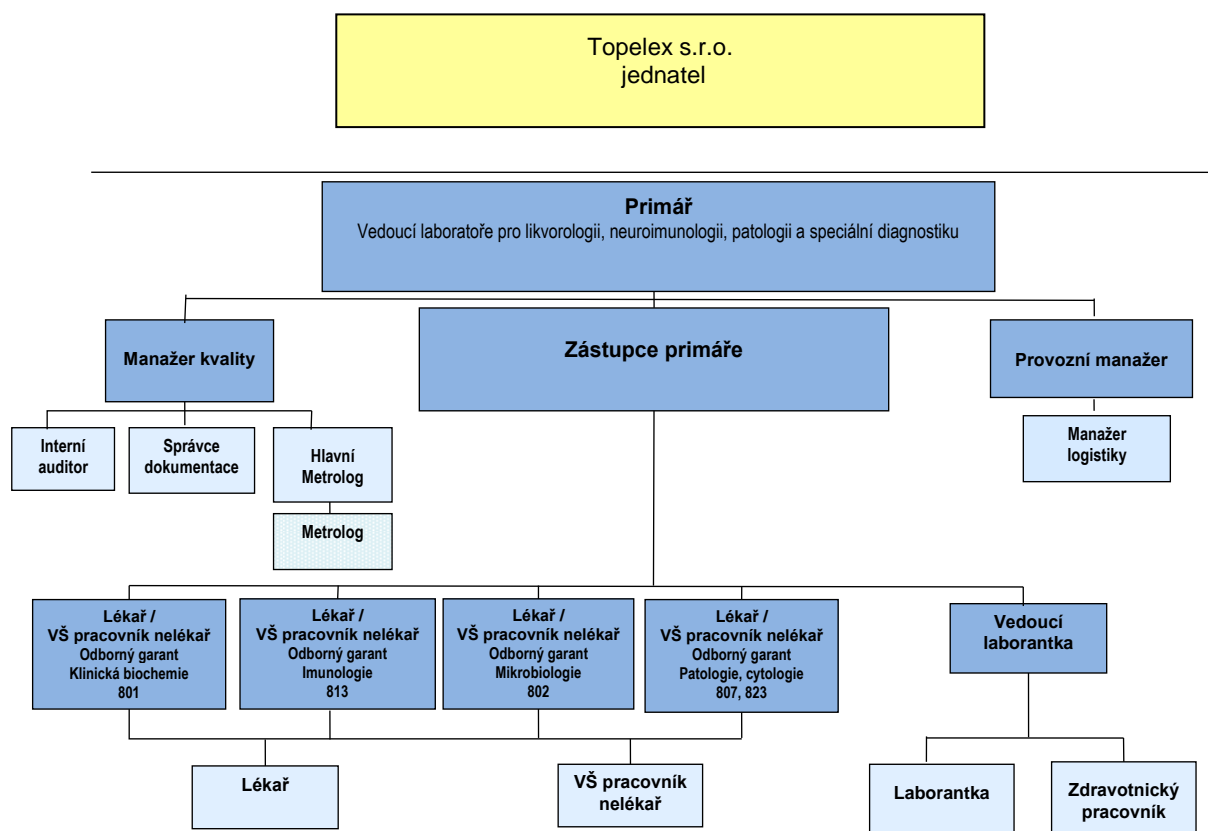 Topelex s.r.o.
jednatel
Primář
Vedoucí laboratoře pro likvorologii, neuroimunologii, patologii a speciální diagnostiku
Manažer kvality
Zástupce primáře
Provozní manažer
Interní
auditor
Správce
dokumentace
Hlavní
Metrolog
Manažer
logistiky
Metrolog
Lékař /
VŠ pracovník nelékař
Odborný garant
Klinická biochemie
801
Lékař /
VŠ pracovník nelékař
Odborný garant
Imunologie
813
Lékař /
VŠ pracovník nelékař
Odborný garant
Mikrobiologie
802
Lékař /
VŠ pracovník nelékař
Odborný garant
Patologie, cytologie
807, 823
Vedoucí
laborantka
Lékař
VŠ pracovník
nelékař
Laborantka
Zdravotnický
pracovník